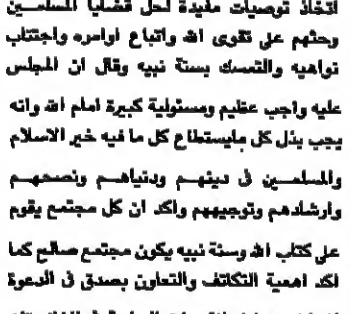 اتخاذ توصيات مفيدة لحل قضايا المسلمين
وحثهم على تقوى الله واتباع اوامره واجتناب
نواهيه والتمسك بسنة نبيه وقال ان المجلس
عليه واجب عظيم ومسئولية كبيرة امام الله وانه
يجب بذل كل مايستطاع كل ما فيه خير الاسلام
والمسلمين فى دينهم ودنياهم ونصحهم
وارشادهم وتوجيههم واكد ان كل مجتمع يقوم
على كتاب الله وسنة نبيه يكون مجتمع صالح كما
اكد اهمية التكاتف والتعاون بصدق فى الدعوة